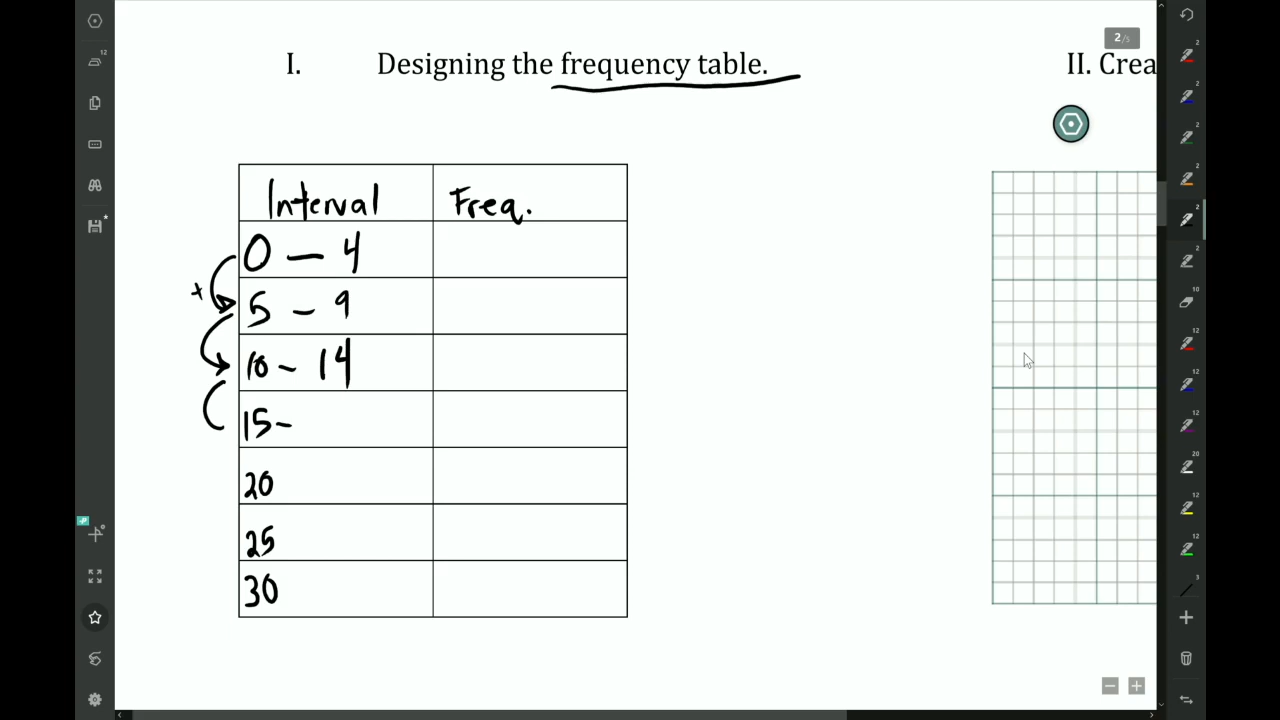 2/5
I. Designing the frequency table.
II. Crea
Interval Freq.
0 — 4
+
5 - 9
10 - 14
15 -
20
25
30